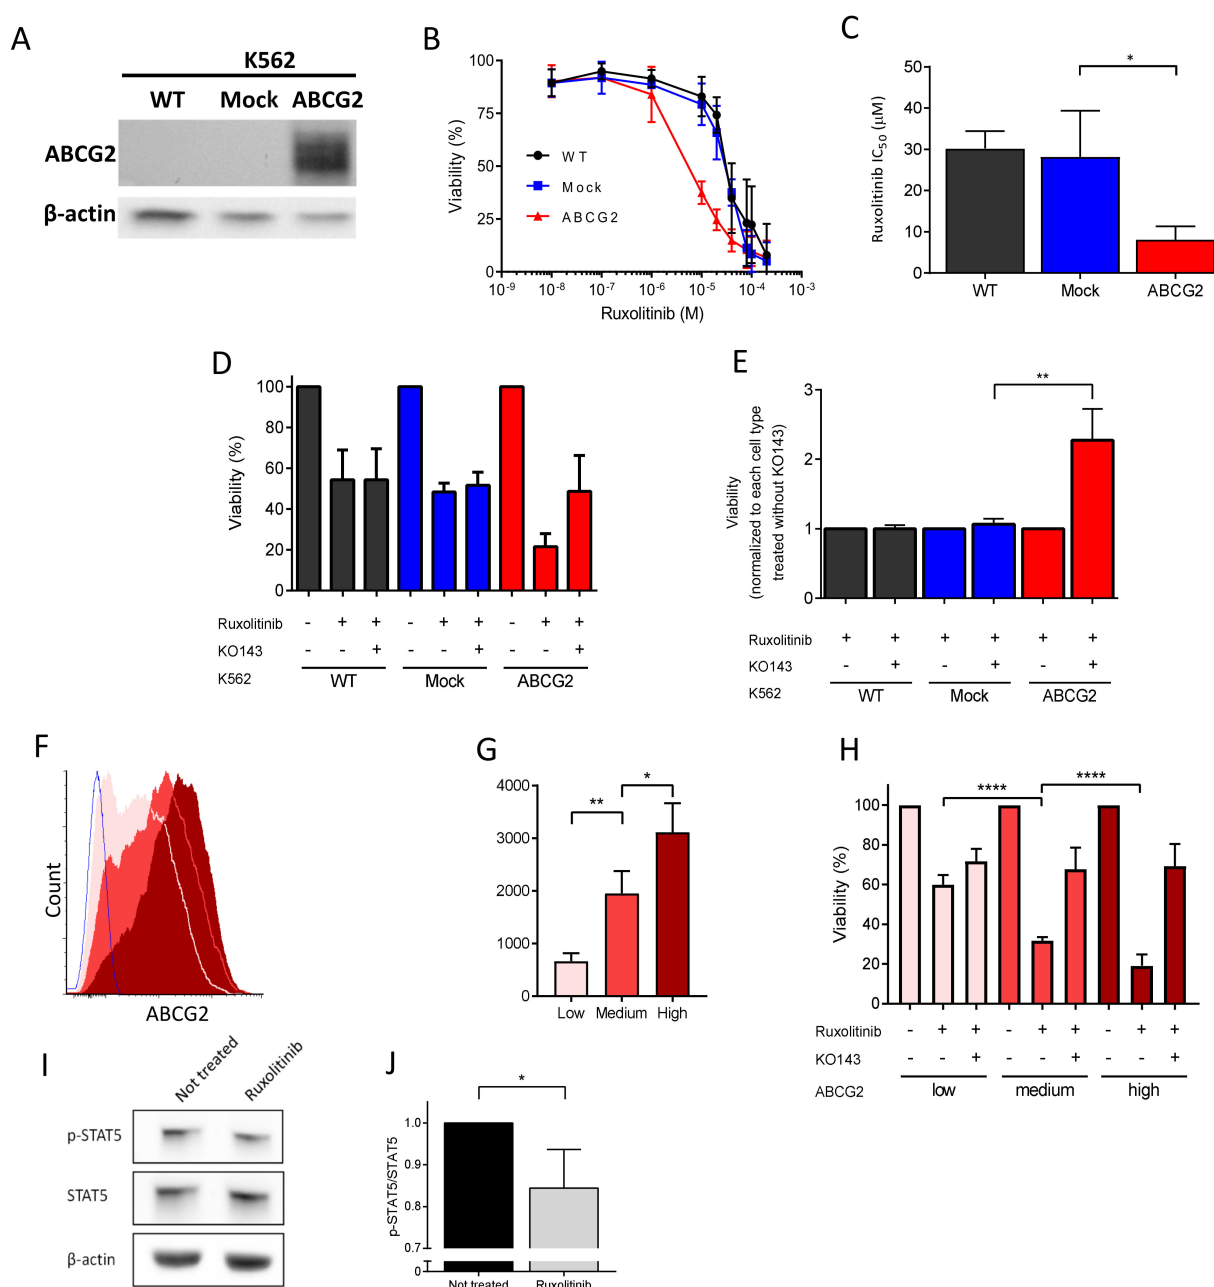 A
K562
WT Mock ABCG2
ABCG2
β-actin
B
Viability (%)
100
75
50
25
0
WT
Mock
ABCG2
10-9 10-8 10-7 10-6 10-5 10-4 10-3
Ruxolitinib (M)
C
Ruxolitinib IC50 (μM)
50
40
30
20
10
0
*
WT Mock ABCG2
D
Viability (%)
100
80
60
40
20
0
Ruxolitinib - + + - + + - + +
KO143 - - + - - + - - +
K562 WT Mock ABCG2
E
Viability
(normalized to each cell type
treated without KO143)
3
2
1
0
**
Ruxolitinib + + + + + +
KO143 - + - + - +
K562 WT Mock ABCG2
F
Count
ABCG2
G
4000
3000
2000
1000
0
** *
Low Medium High
H
Viability (%)
100
80
60
40
20
0
**** ****
Ruxolitinib - + + - + + - + +
KO143 - - + - - + - - +
ABCG2 low medium high
I
Not treated Ruxolitinib
p-STAT5
STAT5
β-actin
J
p-STAT5/STAT5
1.0
0.9
0.8
0.7
0
*
Not treated Ruxolitinib